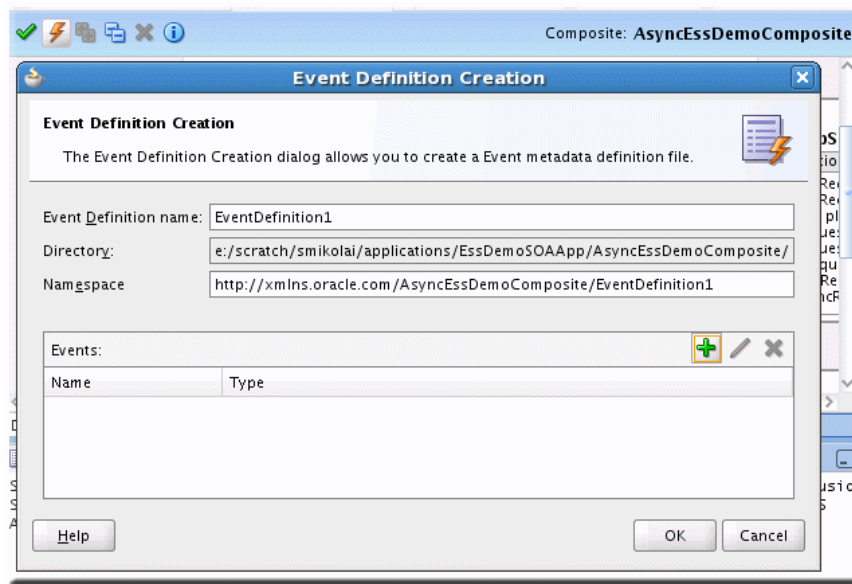 Composite: AsyncEssDemoComposite
Event Definition Creation
Event Definition Creation
The Event Definition Creation dialog allows you to create a Event metadata definition file.
Event Definition name: EventDefinition1
Directory: e:/scratch/smikolai/applications/EssDemoSOAApp/AsyncEssDemoComposite/
Namespace http://xmlns.oracle.com/AsyncEssDemoComposite/EventDefinition1
Events:
Name Type
Help OK Cancel